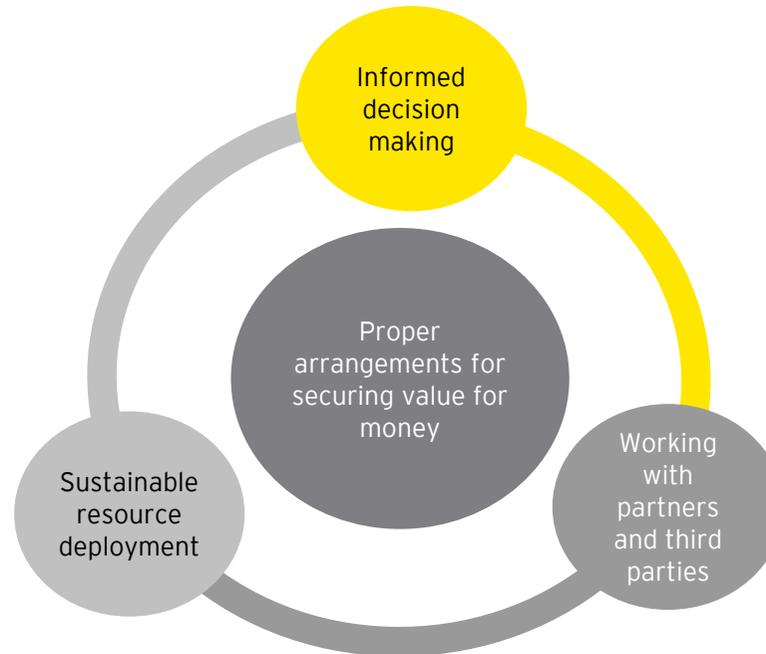 Informed
decision
making
Proper
arrangements for
securing value for
money
Working
with
partners
and third
parties
Sustainable
resource
deployment